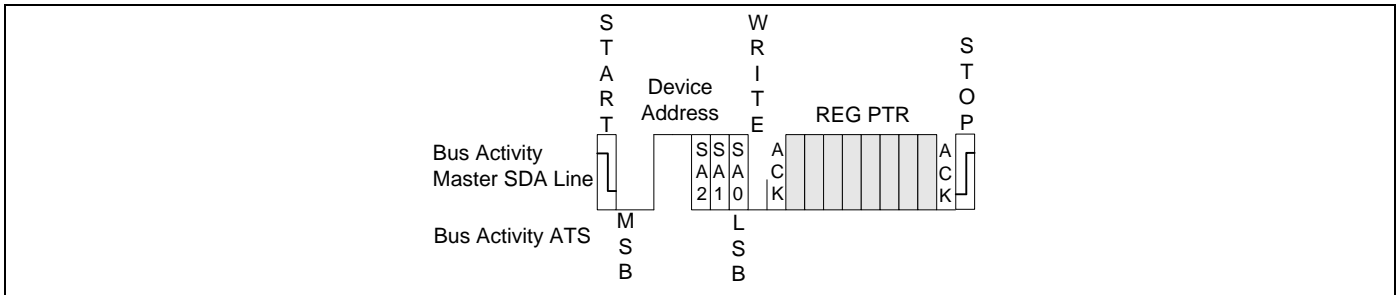 START
WRITE
STOP
Device
Address
REG PTR
SA2
SA1
SA0
ACK
ACK
Bus Activity
Master SDA Line
Bus Activity ATS
MSB
LSB